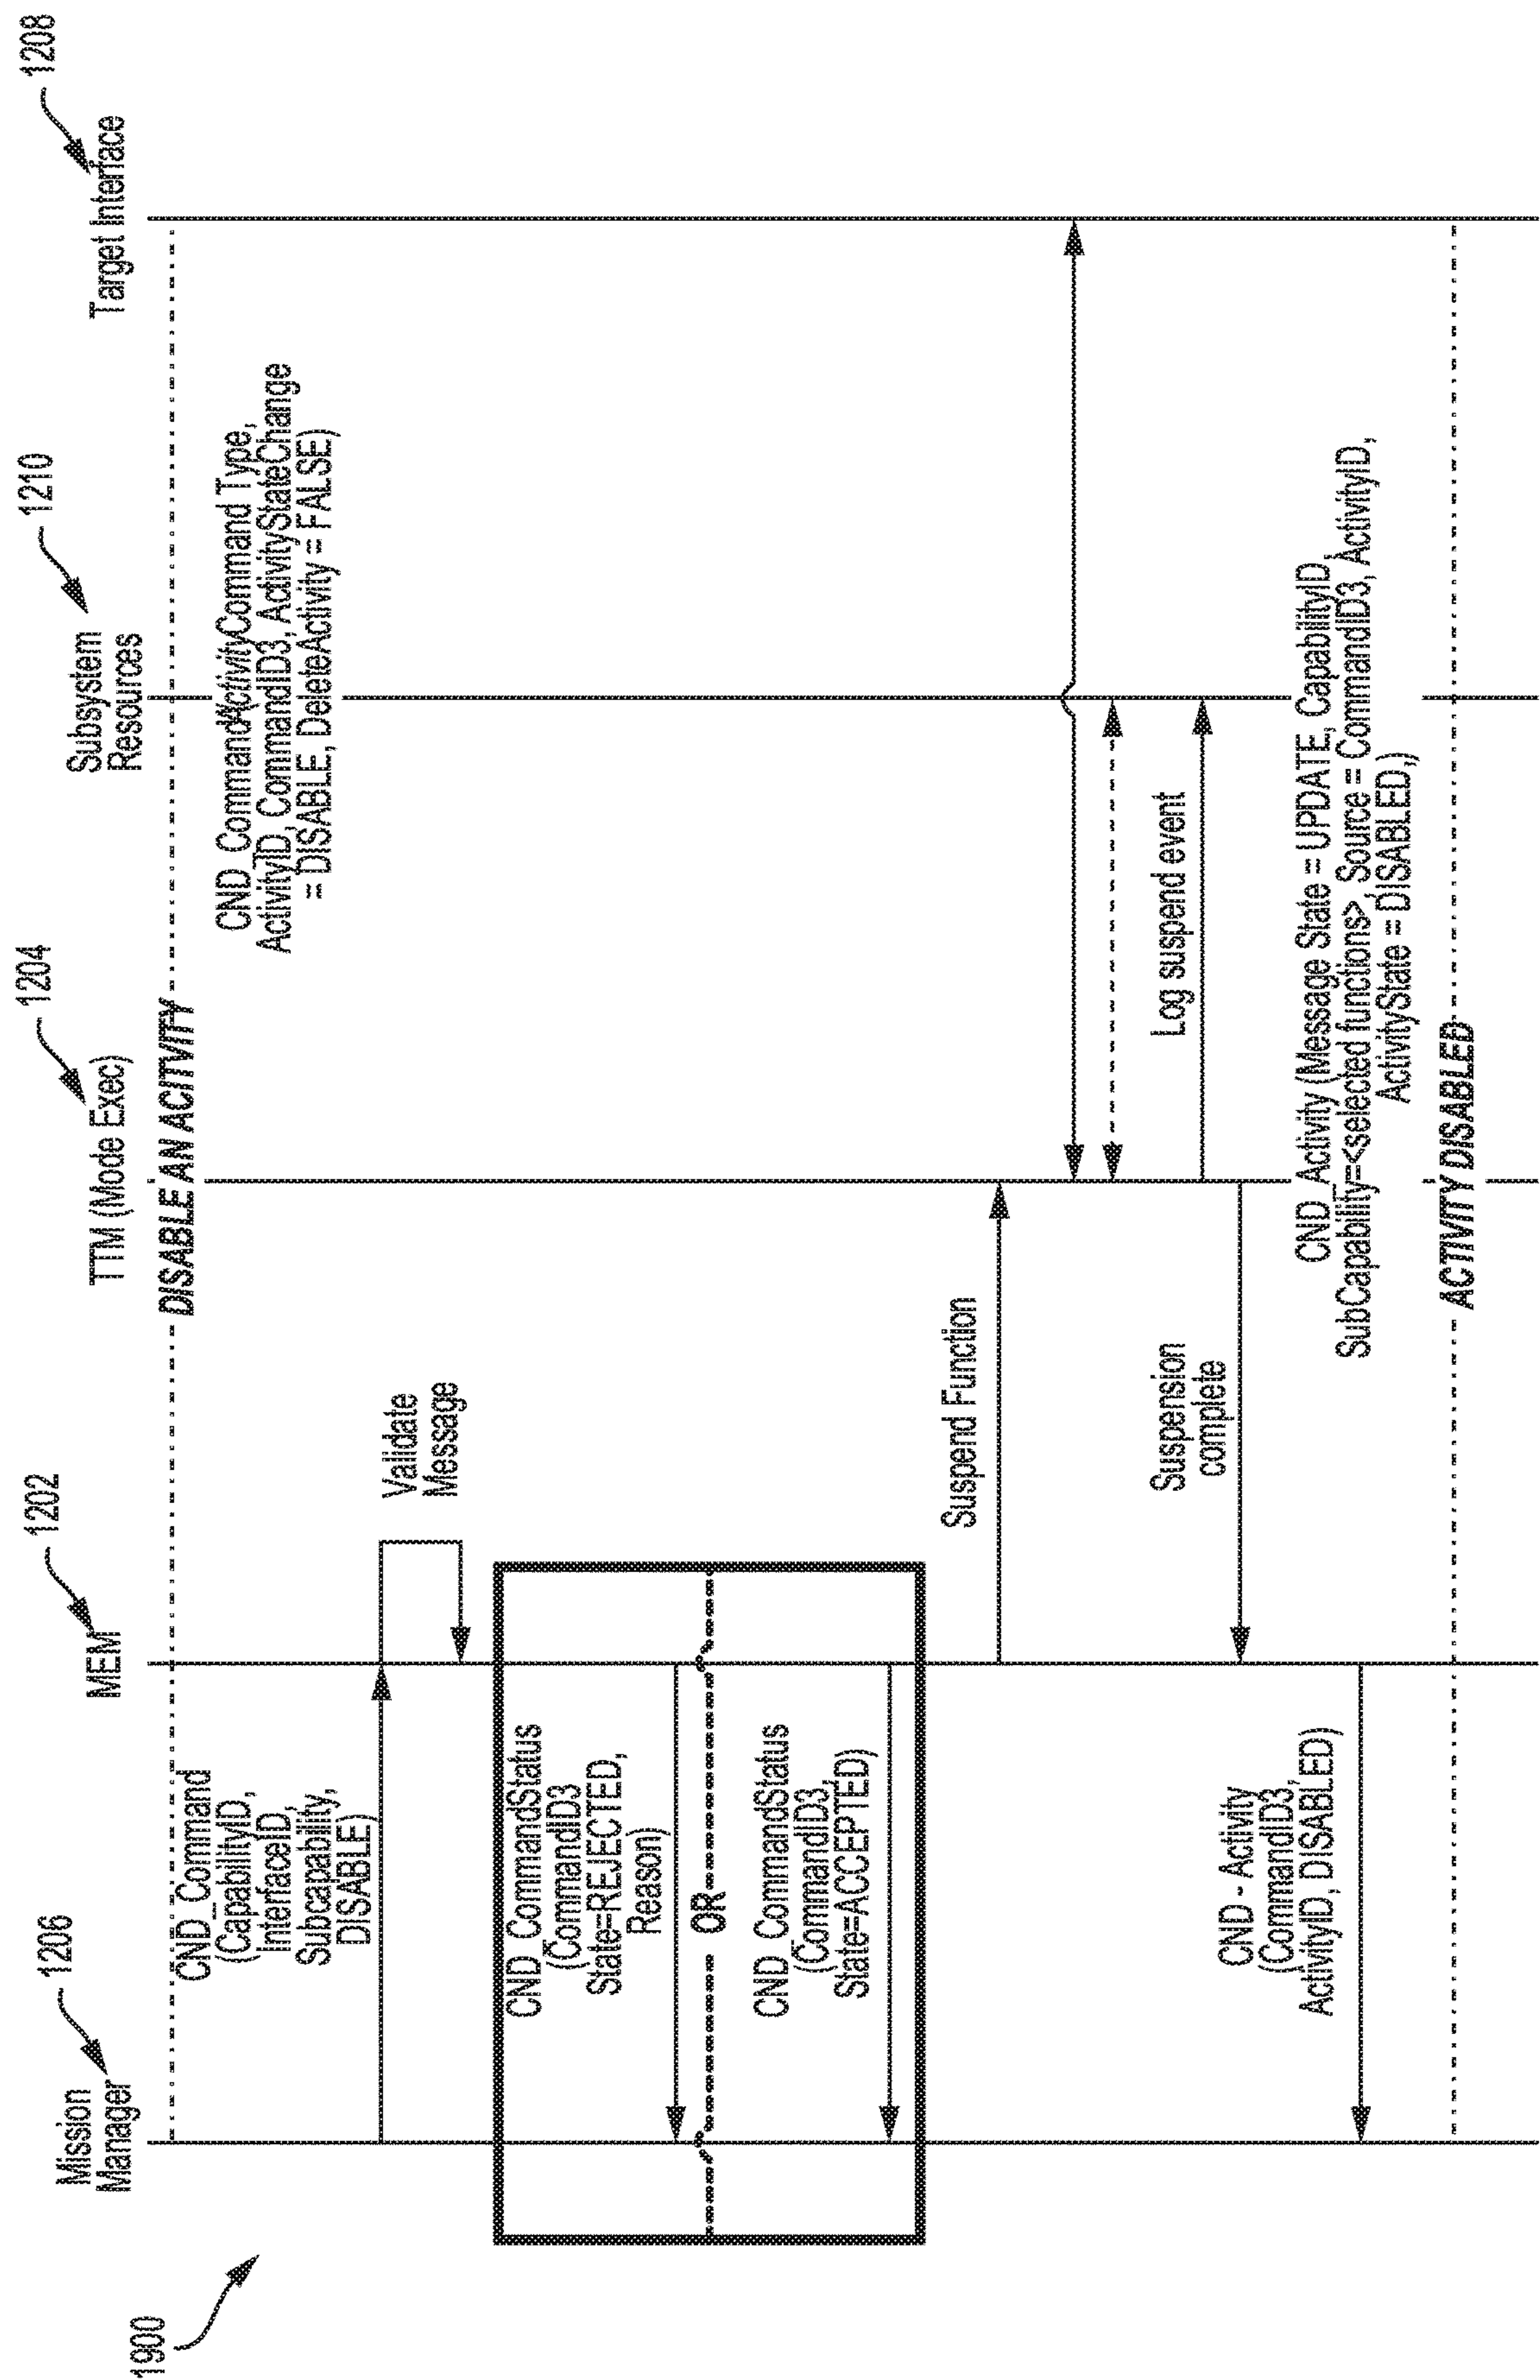 1900
Mission
Manager
1206
MEM
1202
TTM (Mode Exec)
1204
Subsystem
Resources
1210
Target Interface
1208
DISABLE AN ACITVITY
CND_Command
(CapabilityID,
InterfaceID,
Subcapability,
DISABLE)
CND_CommandActivityCommand Type,
ActivityID, CommandID3, ActivityStateChange
= DISABLE, DeleteActivity = FALSE)
Validate
Message
CND_CommandStatus
(CommandID3
State=REJECTED,
Reason)
OR
CND_CommandStatus
(CommandID3,
State=ACCEPTED)
Suspend Function
Log suspend event
Suspension
complete
CND - Activity
(CommandID3,
ActivityID, DISABLED)
CND_Activity (Message State = UPDATE, CapabilityID,
SubCapability=<selected functions>, Source = CommandID3, ActivityID,
ActivityState = DISABLED,)
ACTIVITY DISABLED